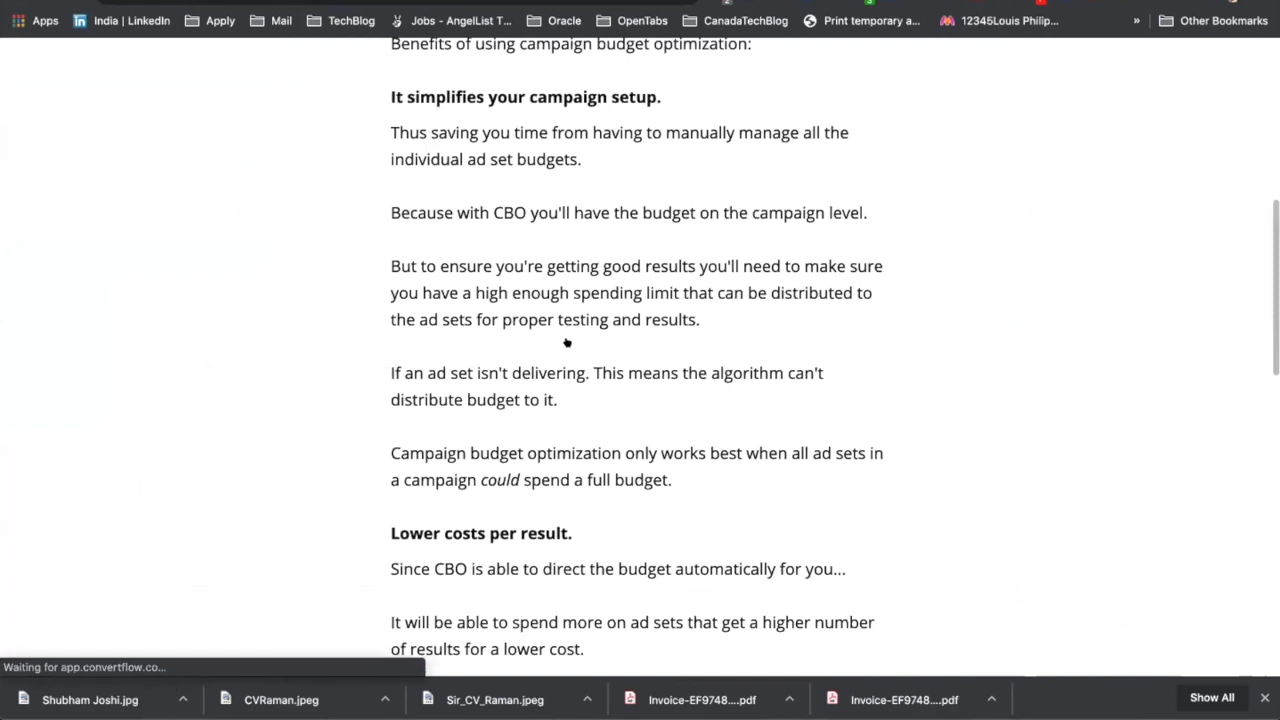 Apps India | LinkedIn Apply Mail TechBlog Jobs - AngelList T... Oracle OpenTabs CanadaTechBlog Print temporary a... 12345Louis Philip... » Other Bookmarks
Benefits of using campaign budget optimization:
It simplifies your campaign setup.
Thus saving you time from having to manually manage all the
individual ad set budgets.
Because with CBO you'll have the budget on the campaign level.
But to ensure you're getting good results you'll need to make sure
you have a high enough spending limit that can be distributed to
the ad sets for proper testing and results.
If an ad set isn't delivering. This means the algorithm can't
distribute budget to it.
Campaign budget optimization only works best when all ad sets in
a campaign could spend a full budget.
Lower costs per result.
Since CBO is able to direct the budget automatically for you...
It will be able to spend more on ad sets that get a higher number
of results for a lower cost.
Waiting for app.convertflow.co...
Shubham Joshi.jpg CVRaman.jpeg Sir_CV_Raman.jpeg Invoice-EF9748....pdf Invoice-EF9748....pdf Show All